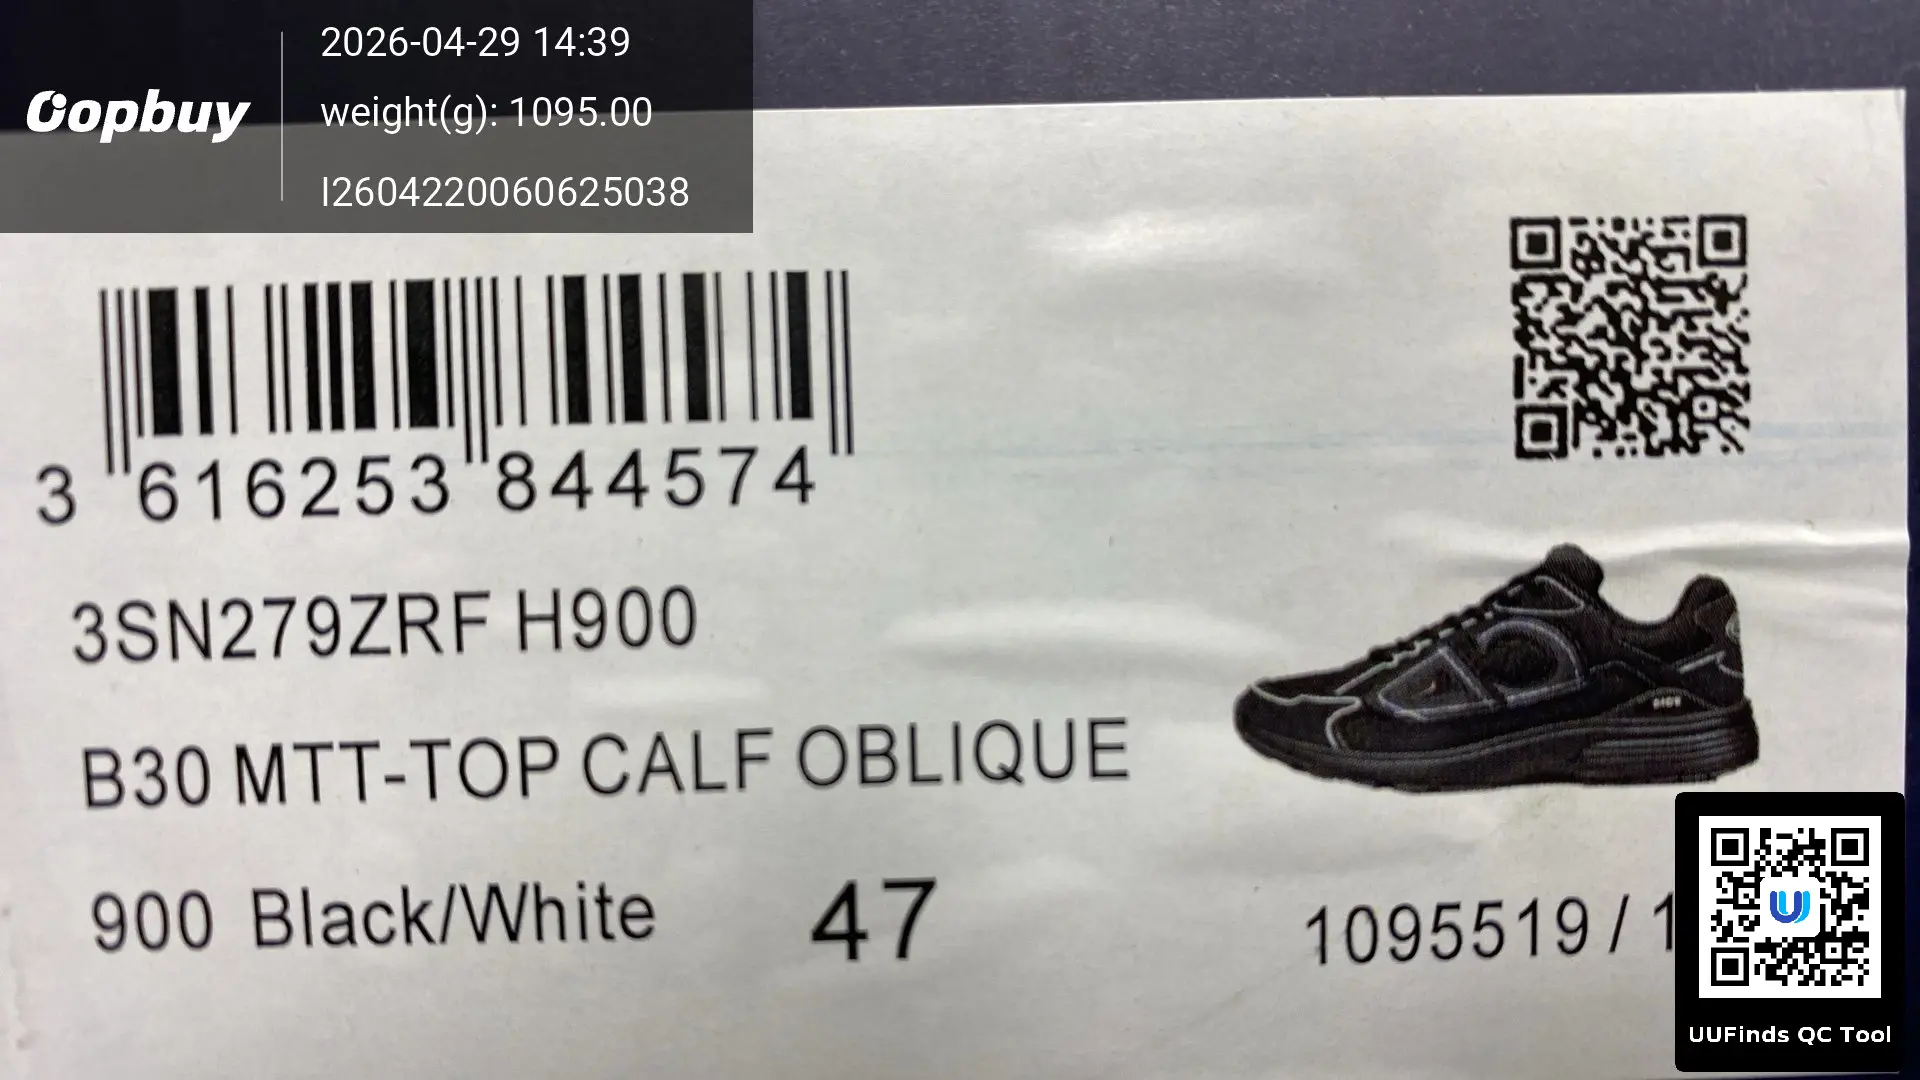 2026-04-29 14:39
Oopbuy
weight(g): 1095.00
I2604220060625038
3 616253 844574
3SN279ZRF H900
B30 MTT-TOP CALF OBLIQUE
900 Black/White 47 1095519 / 1
UUFinds QC Tool